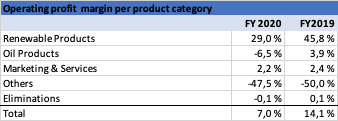 Operating profit margin per product category
FY 2020 FY2019
Renewable Products 29,0 % 45,8 %
Oil Products -6,5 % 3,9 %
Marketing & Services 2,2 % 2,4 %
Others -47,5 % -50,0 %
Eliminations -0,1 % 0,1 %
Total 7,0 % 14,1 %